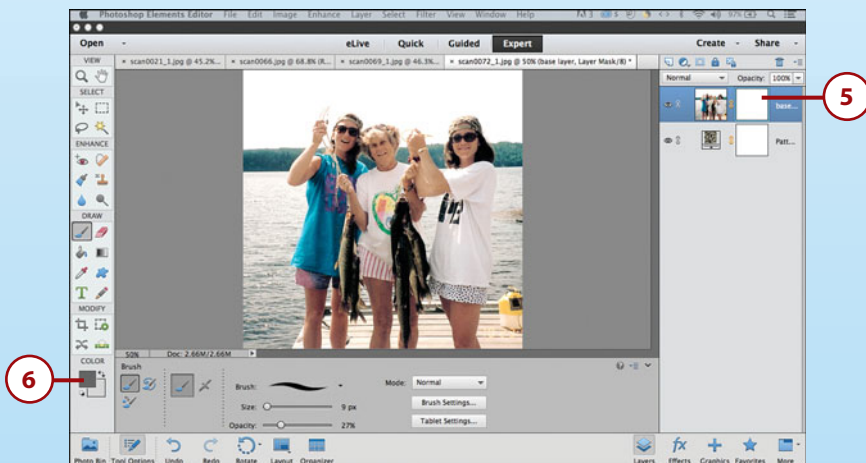 Photoshop Elements Editor File Edit Image Enhance Layer Select Filter View Window Help 97%
Open eLive Quick Guided Expert Create Share
VIEW × scan0021_1.jpg @ 45.2%... × scan0066.jpg @ 68.8% (R... × scan0069_1.jpg @ 46.3%... × scan0072_1.jpg @ 50% (base layer, Layer Mask/8) *
Normal Opacity: 100%
SELECT
5
base...
ENHANCE
Patt...
DRAW
T
MODIFY
50% Doc: 2.66M/2.66M
COLOR
Brush
6
Brush: Mode: Normal
Size: 9 px Brush Settings...
Opacity: 27% Tablet Settings...
fx
Photo Bin Tool Options Undo Redo Rotate Layout Organizer Layers Effects Graphics Favorites More